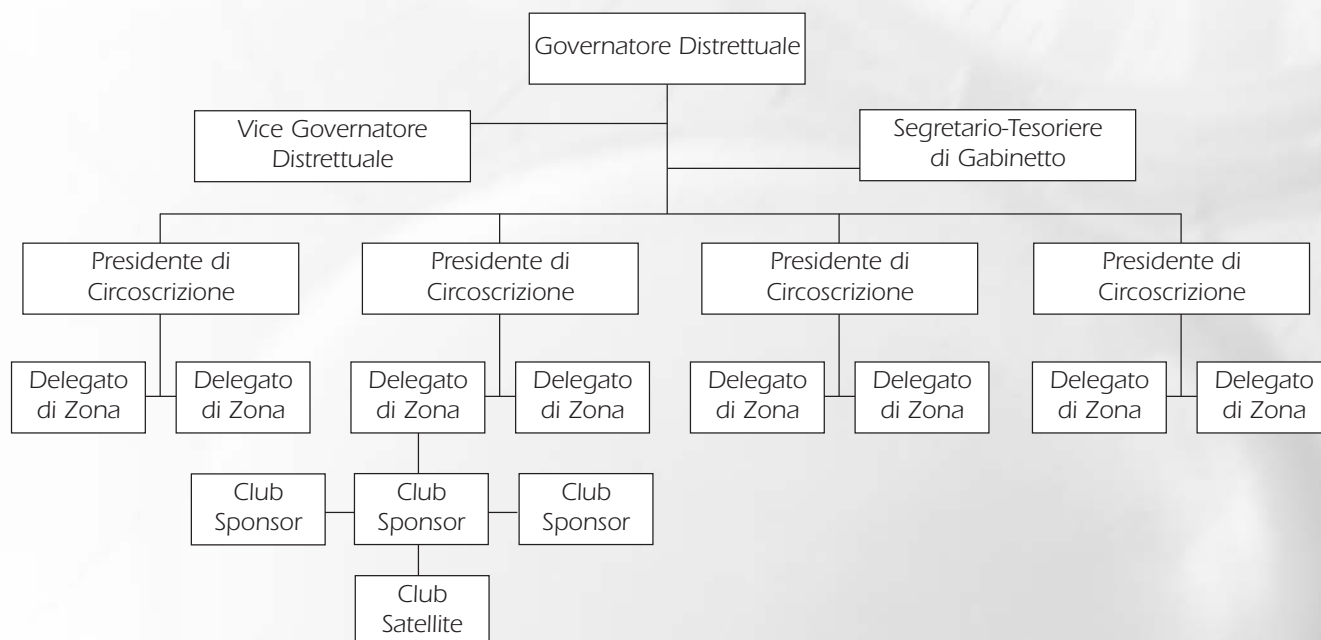 Governatore Distrettuale
Vice Governatore
Distrettuale
Segretario-Tesoriere
di Gabinetto
Presidente di
Circoscrizione
Presidente di
Circoscrizione
Presidente di
Circoscrizione
Presidente di
Circoscrizione
Delegato
di Zona
Delegato
di Zona
Delegato
di Zona
Delegato
di Zona
Delegato
di Zona
Delegato
di Zona
Delegato
di Zona
Delegato
di Zona
Club
Sponsor
Club
Sponsor
Club
Sponsor
Club
Satellite